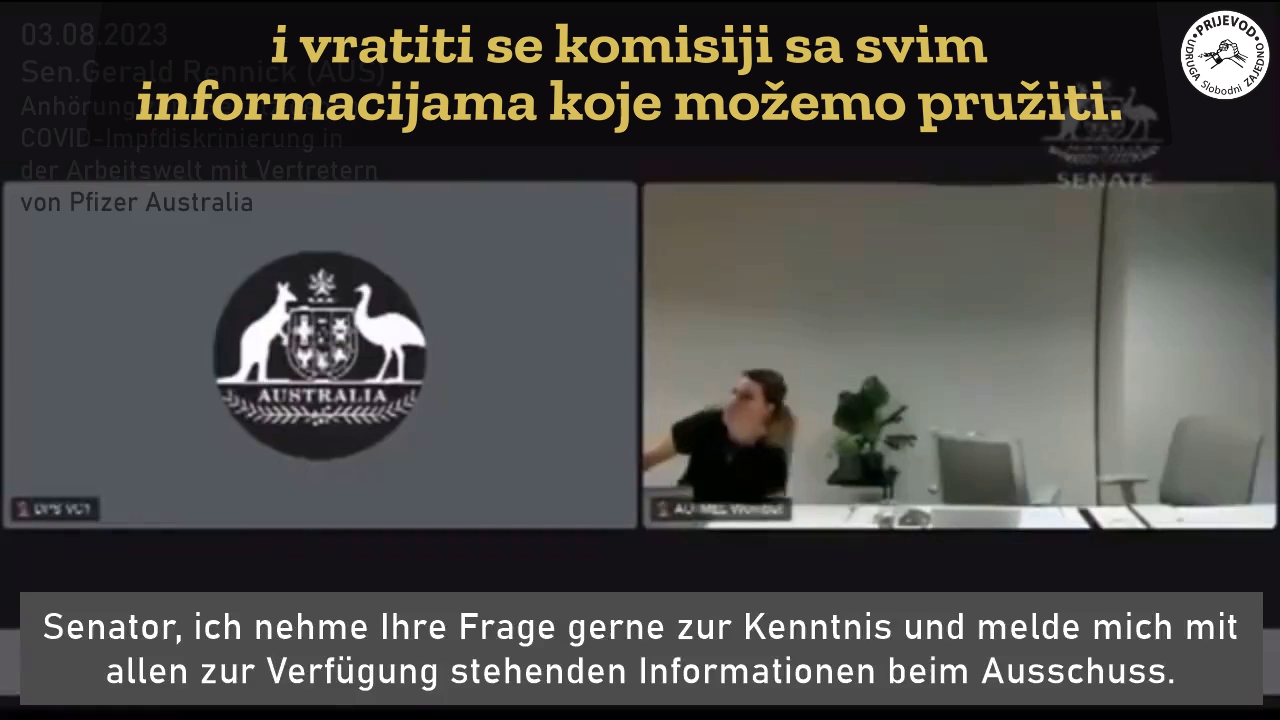 03.08.2023
Sen.Gerald Rennick (AUS)
Anhörung
COVID-Impfdiskriminierung in
der Arbeitswelt mit Vertretern
von Pfizer Australia
i vratiti se komisiji sa svim
informacijama koje možemo pružiti.
PRIJEVOD
UDRUGA Slobodni ZAJEDNO
AUSTRALIA
SENATE
AUSTRALIA
Senator, ich nehme Ihre Frage gerne zur Kenntnis und melde mich mit
allen zur Verfügung stehenden Informationen beim Ausschuss.